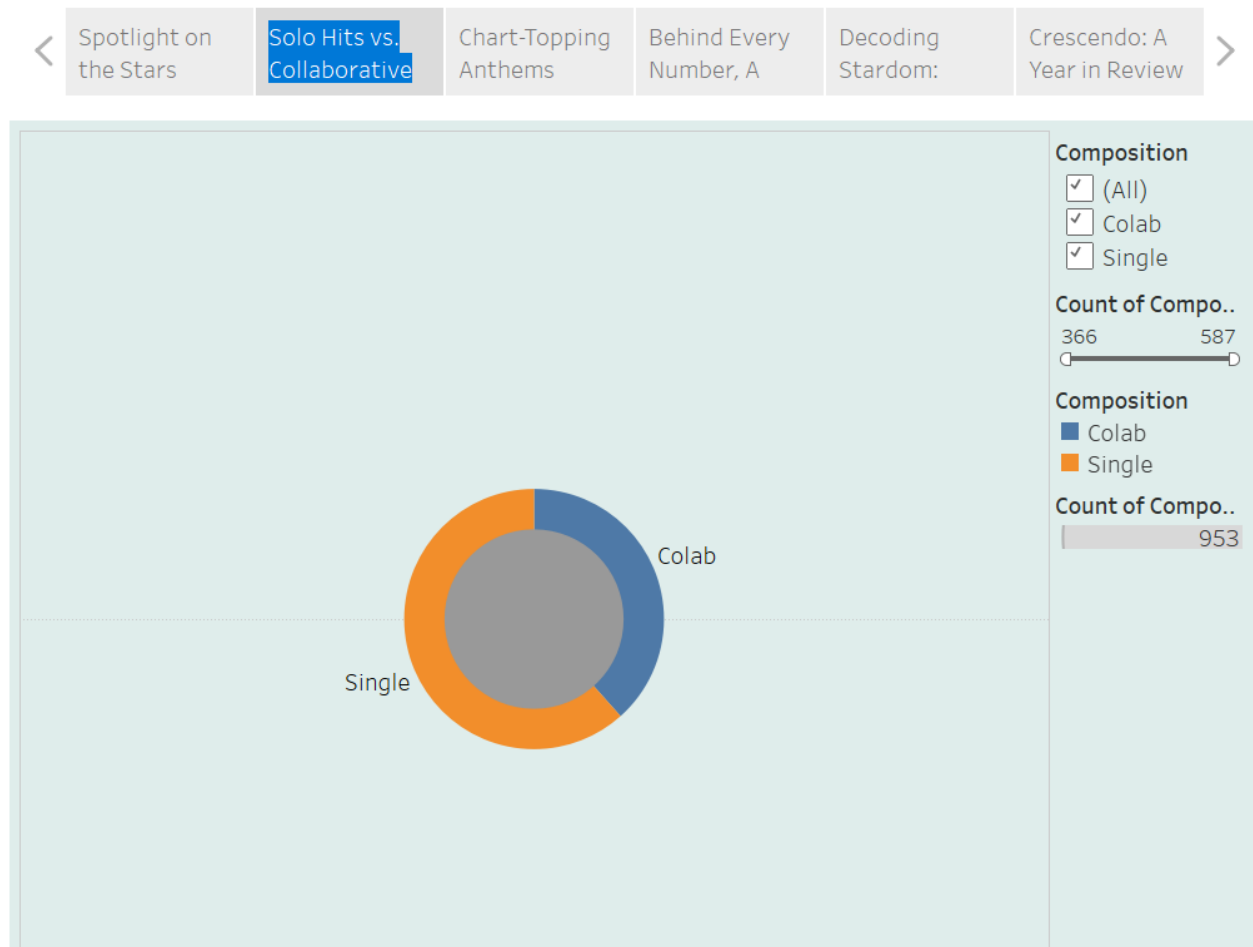 Spotlight on
the Stars
Solo Hits vs.
Collaborative
Chart-Topping
Anthems
Behind Every
Number, A
Decoding
Stardom:
Crescendo: A
Year in Review
Composition
(All)
Colab
Single
Count of Compo..
366 587
Composition
Colab
Single
Count of Compo..
953
Colab
Single